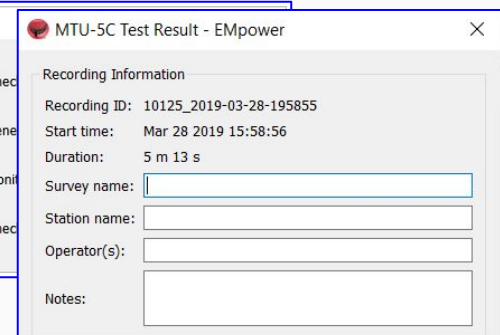 MTU-5C Test Result - EMpower
Recording Information
Recording ID: 10125_2019-03-28-195855
Start time: Mar 28 2019 15:58:56
Duration: 5 m 13 s
Survey name:
Station name:
Operator(s):
Notes: